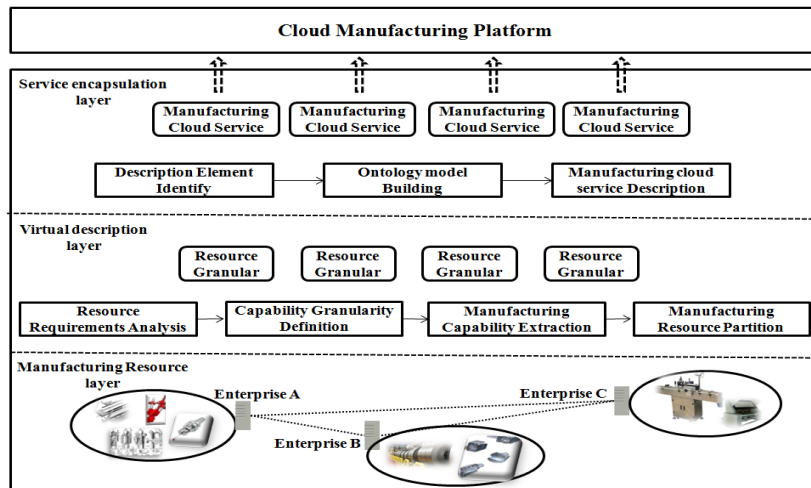 Cloud Manufacturing Platform
Service encapsulation
layer
Manufacturing
Cloud Service
Manufacturing
Cloud Service
Manufacturing
Cloud Service
Manufacturing
Cloud Service
Description Element
Identify
Ontology model
Building
Manufacturing cloud
service Description
Virtual description
layer
Resource
Granular
Resource
Granular
Resource
Granular
Resource
Granular
Resource
Requirements Analysis
Capability Granularity
Definition
Manufacturing
Capability Extraction
Manufacturing
Resource Partition
Manufacturing Resource
layer
Enterprise A
Enterprise B
Enterprise C